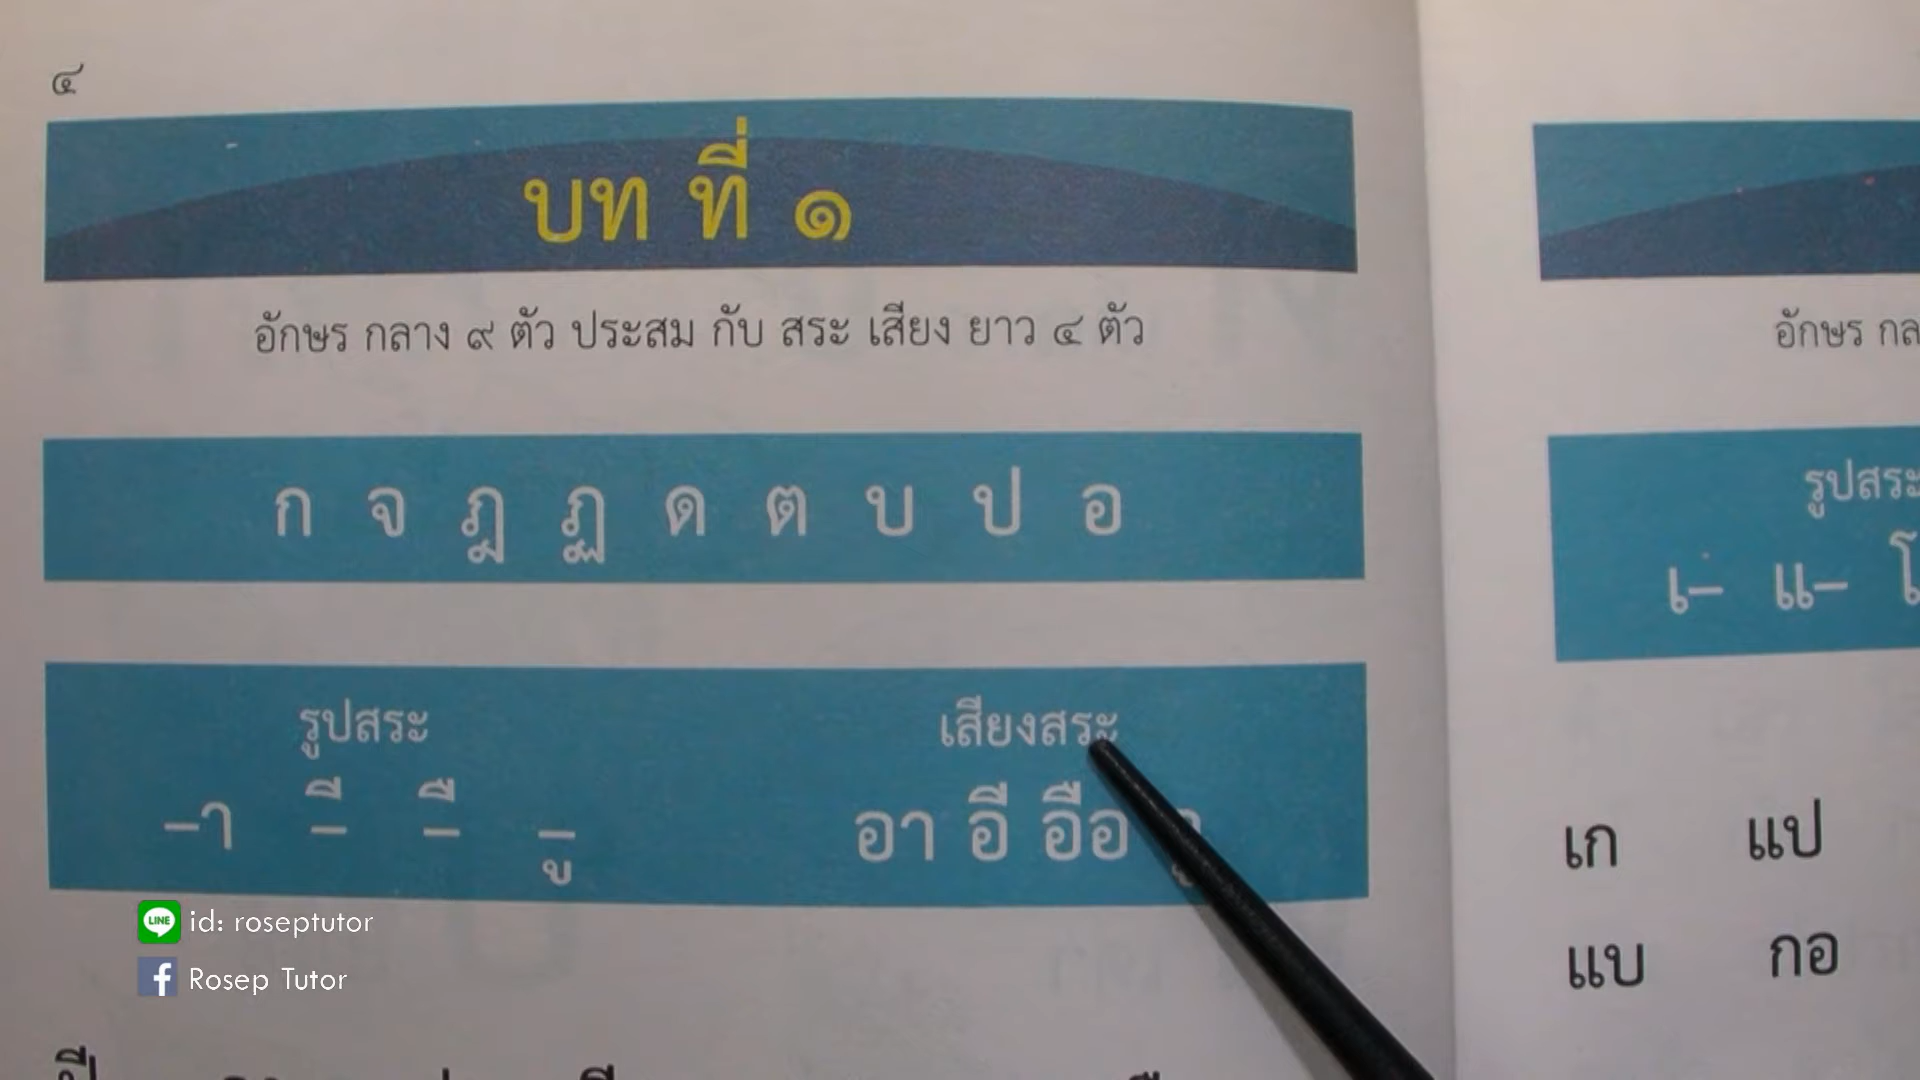 ๔
บท ที่ ๑
อักษร กลาง ๙ ตัว ประสม กับ สระ เสียง ยาว ๔ ตัว
ก จ ฎ ฏ ด ต บ ป อ
รูปสระ
–า –ี –ื –ู
เสียงสระ
อา อี อือ
id: roseptutor
Rosep Tutor
อักษร
รูปสระ
เ– แ–
เก แป
แบ กอ